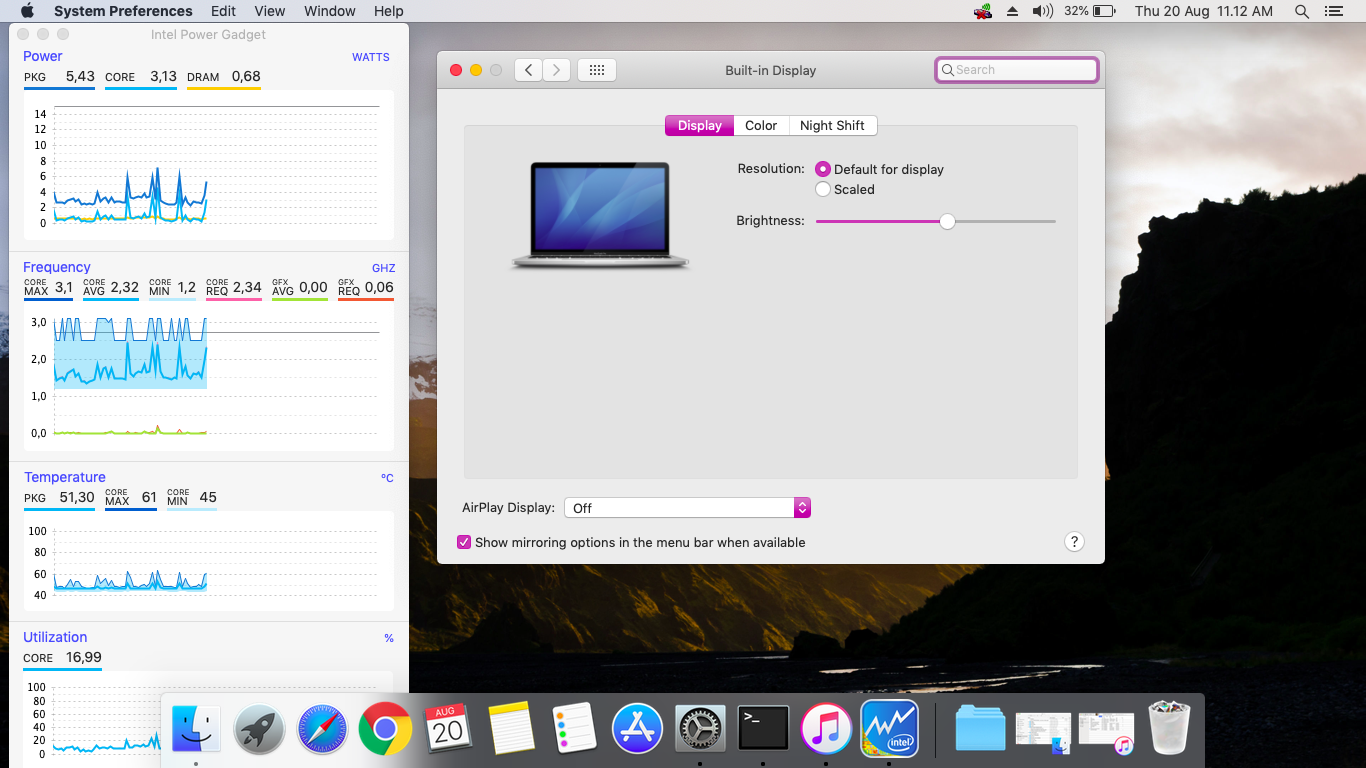 System Preferences Edit View Window Help
32% Thu 20 Aug 11.12 AM
Intel Power Gadget
Power WATTS
PKG 5,43 CORE 3,13 DRAM 0,68
14
12
10
8
6
4
2
0
Frequency GHZ
CORE MAX 3,1 CORE AVG 2,32 CORE MIN 1,2 CORE REQ 2,34 GFX AVG 0,00 GFX REQ 0,06
3,0
2,0
1,0
0,0
Temperature ºC
PKG 51,30 CORE MAX 61 CORE MIN 45
100
80
60
40
Utilization %
CORE 16,99
100
80
60
40
20
0
Built-in Display
Search
Display Color Night Shift
Resolution: Default for display
Scaled
Brightness:
AirPlay Display: Off
Show mirroring options in the menu bar when available
?
AUG
20
>_
intel